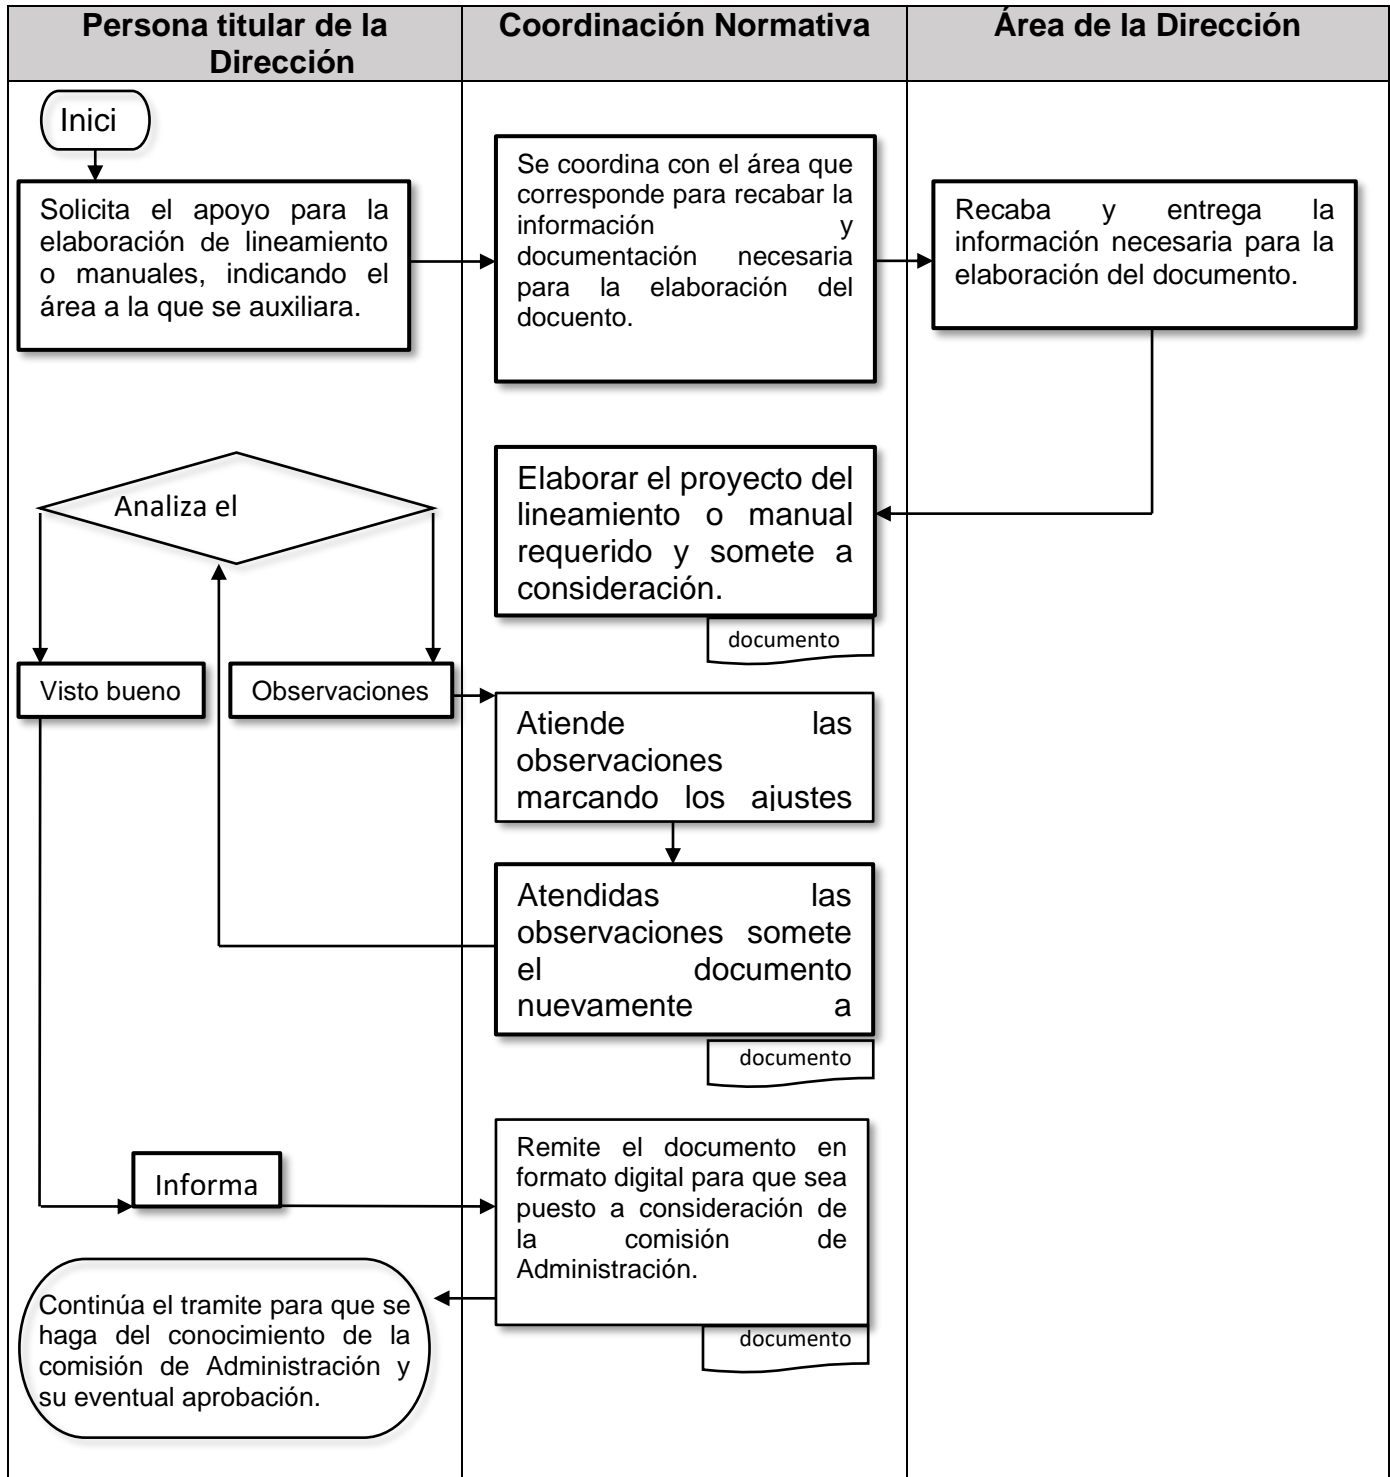 Persona titular de la
Dirección
Coordinación Normativa
Área de la Dirección
Inici
Solicita el apoyo para la
elaboración de lineamiento
o manuales, indicando el
área a la que se auxiliara.
Se coordina con el área que
corresponde para recabar la
información y
documentación necesaria
para la elaboración del
docuento.
Recaba y entrega la
información necesaria para la
elaboración del documento.
Analiza el
Elaborar el proyecto del
lineamiento o manual
requerido y somete a
consideración.
documento
Visto bueno
Observaciones
Atiende las
observaciones
marcando los ajustes
Atendidas las
observaciones somete
el documento
nuevamente a
documento
Informa
Remite el documento en
formato digital para que sea
puesto a consideración de
la comisión de
Administración.
documento
Continúa el tramite para que se
haga del conocimiento de la
comisión de Administración y
su eventual aprobación.